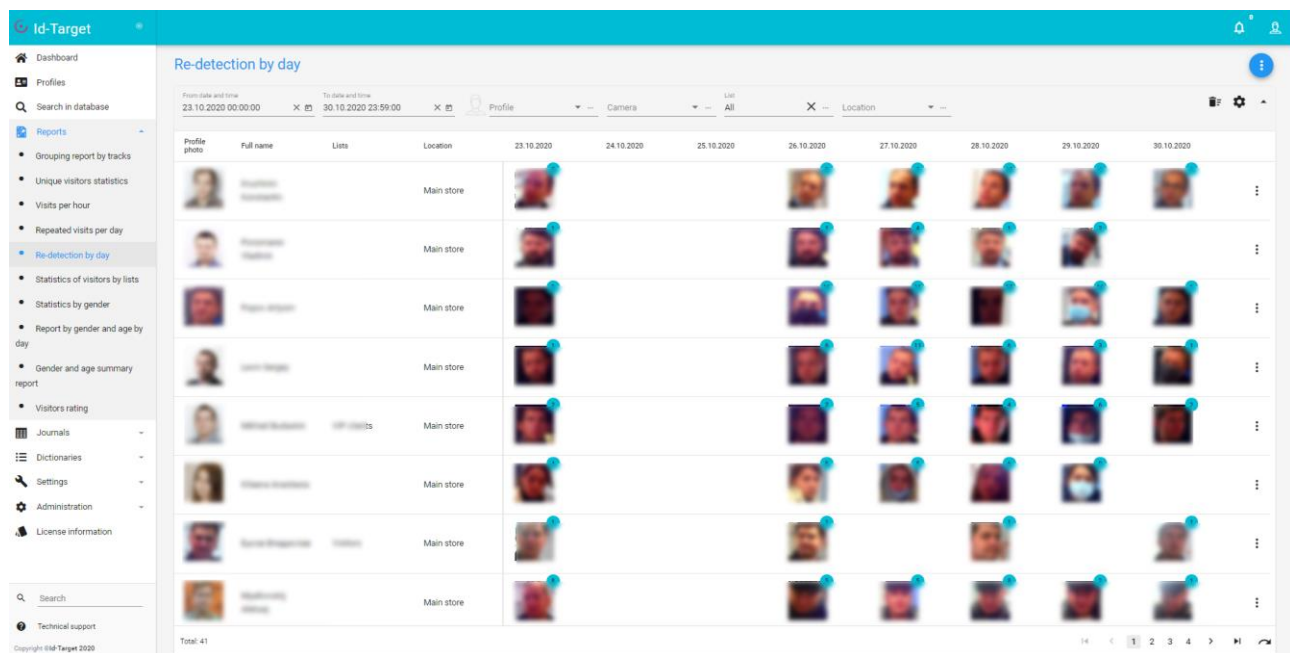 Id-Target
0
Dashboard
Profiles
Search in database
Reports
Grouping report by tracks
Unique visitors statistics
Visits per hour
Repeated visits per day
Re-detection by day
Statistics of visitors by lists
Statistics by gender
Report by gender and age by
day
Gender and age summary
report
Visitors rating
Journals
Dictionaries
Settings
Administration
License information
Search
Technical support
Copyright ©Id-Target 2020
Re-detection by day
From date and time To date and time List
23.10.2020 00:00:00 30.10.2020 23:59:00 Profile Camera All Location
Profile
photo Full name Lists Location 23.10.2020 24.10.2020 25.10.2020 26.10.2020 27.10.2020 28.10.2020 29.10.2020 30.10.2020
Main store
Main store
Main store
Main store
Main store
Main store
Main store
Main store
Total: 41 1 2 3 4